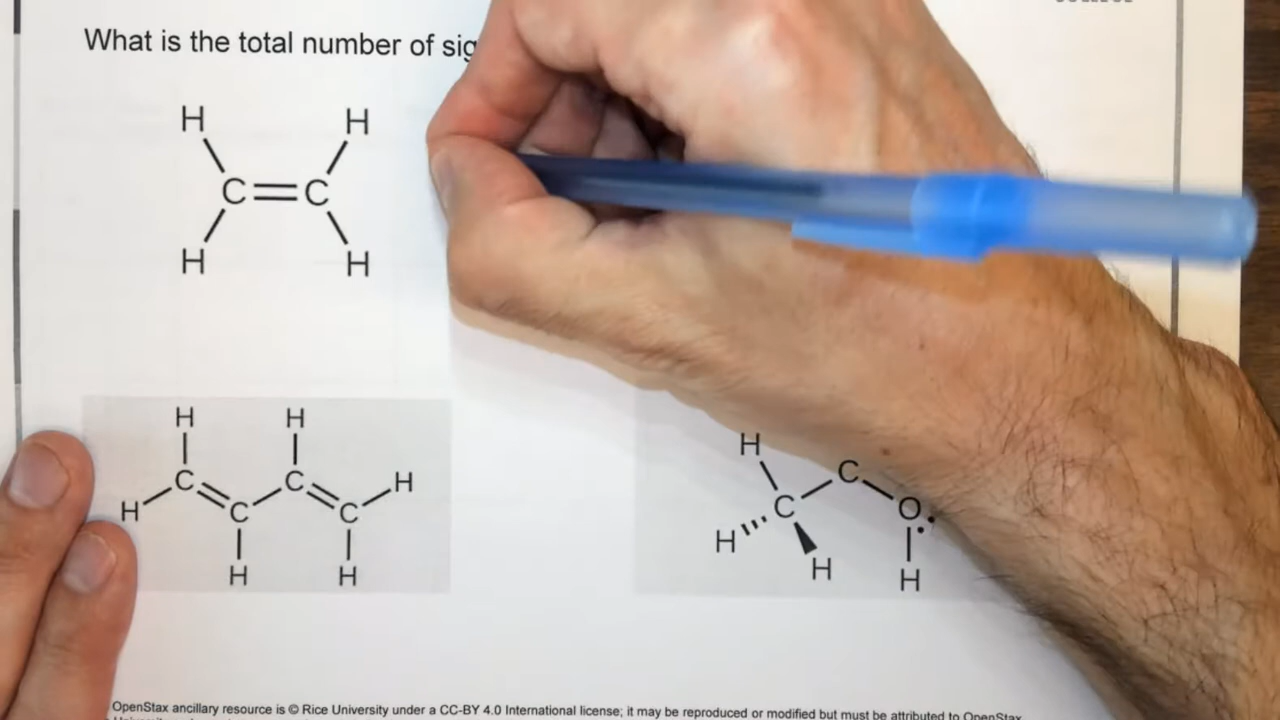 What is the total number of
H H
C=C
H H
H H
C C H
H C C
H H
H C
C O
H H H
OpenStax ancillary resource is © Rice University under a CC-BY 4.0 International license; it may be reproduced or modified but must be attributed to OpenStax,